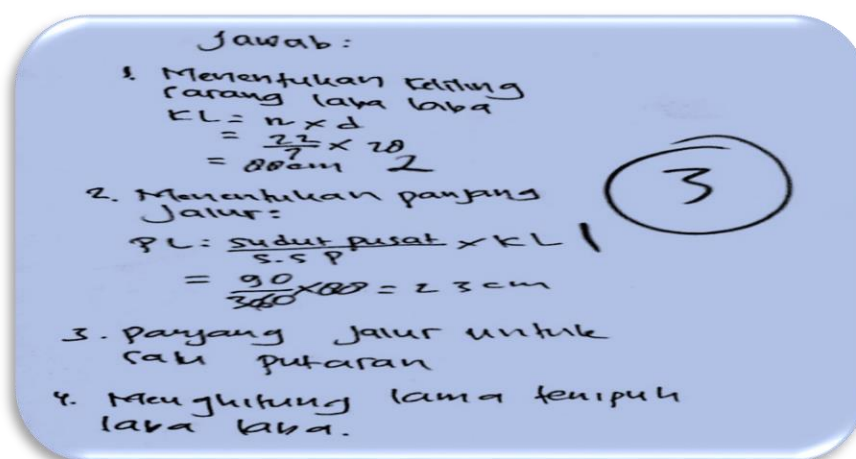 Jawab:
1. Menentukan Keliling
sarang laba laba
KL = π x d
= 22/7 x 28
= 88 cm 2
3
2. Menentukan panjang
Jalur:
PL: sudut pusat/s.s p x KL 1
= 90/360 x 88 = 23 cm
3. panjang jalur untuk
satu putaran
4. Menghitung lama tempuh
laba laba.